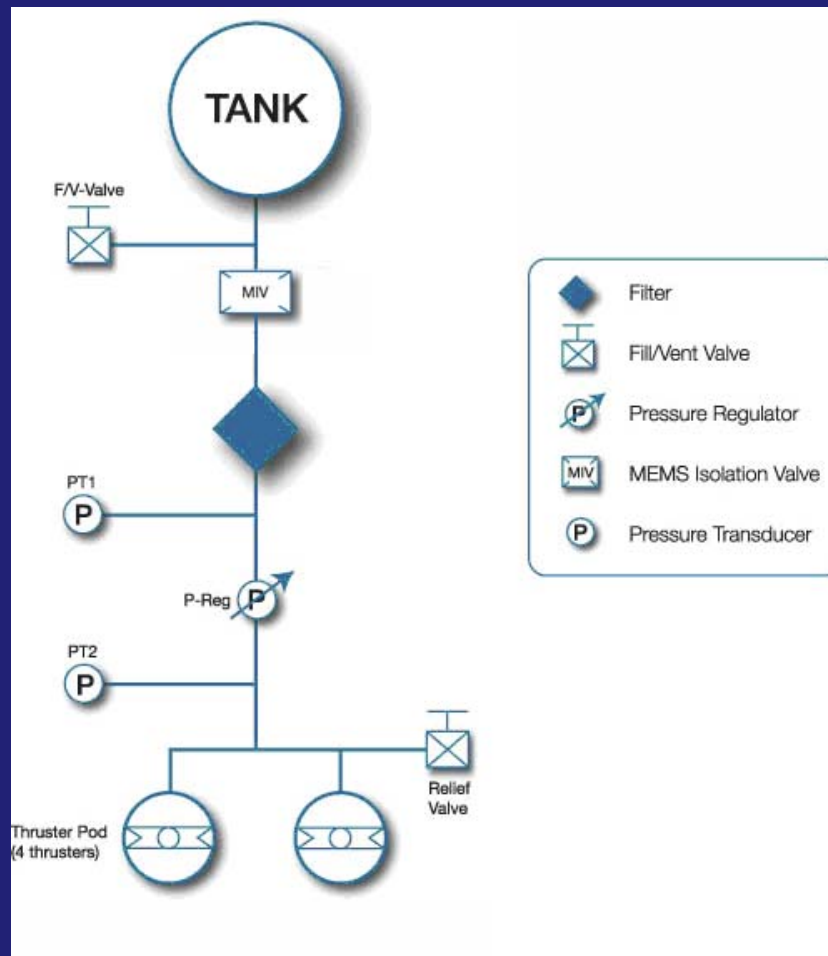 TANK
F/V-Valve
MIV
PT1
P
P-Reg
P
PT2
P
Relief
Valve
Thruster Pod
(4 thrusters)
Filter
Fill/Vent Valve
P
Pressure Regulator
MIV
MEMS Isolation Valve
P
Pressure Transducer